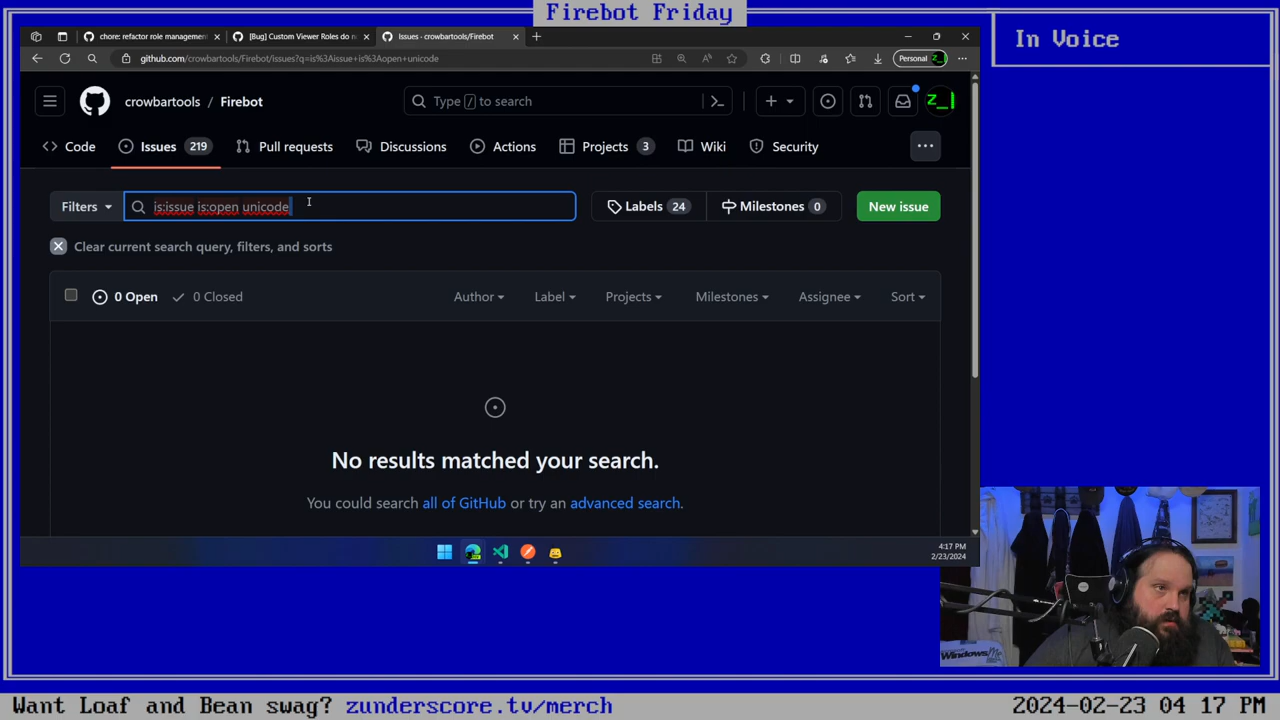 Firebot Friday
In Voice
chore: refactor role management
[Bug] Custom Viewer Roles do n
Issues · crowbartools/Firebot
github.com/crowbartools/Firebot/issues?q=is%3Aissue+is%3Aopen+unicode
Personal
crowbartools / Firebot
Type / to search
Z_|
Code
Issues 219
Pull requests
Discussions
Actions
Projects 3
Wiki
Security
Filters
is:issue is:open unicode
Labels 24
Milestones 0
New issue
Clear current search query, filters, and sorts
0 Open
0 Closed
Author
Label
Projects
Milestones
Assignee
Sort
No results matched your search.
You could search all of GitHub or try an advanced search.
4:17 PM
2/23/2024
Windows Me
Want Loaf and Bean swag? zunderscore.tv/merch
2024-02-23 04 17 PM